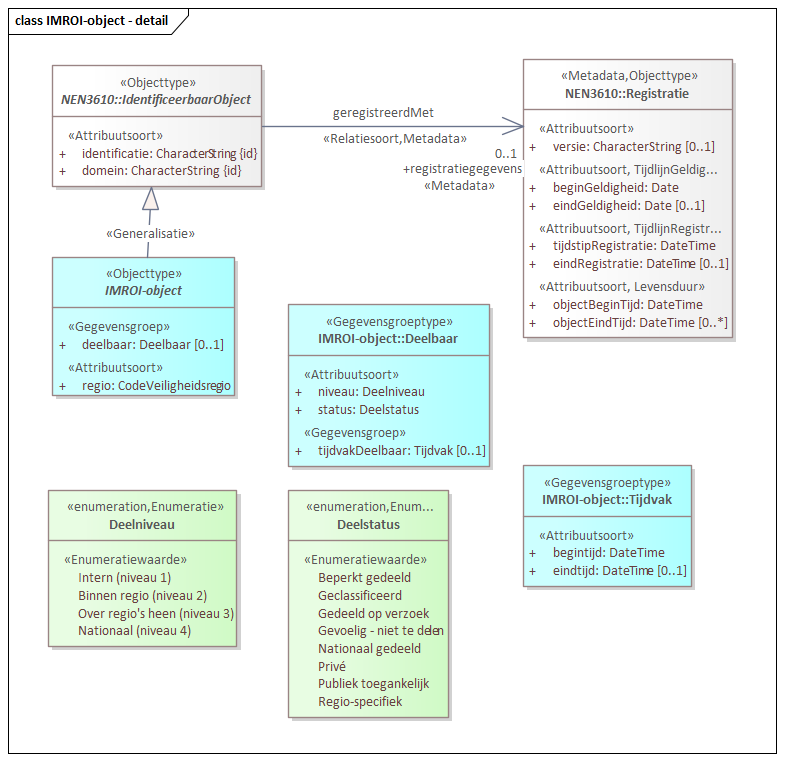 class IMROI-object - detail
«Objecttype»
NEN3610::IdentificeerbaarObject
«Attribuutsoort»
+ identificatie: CharacterString {id}
+ domein: CharacterString {id}
geregistreerdMet
«Relatiesoort,Metadata»
0..1
+registratiegegevens
«Metadata»
«Metadata,Objecttype»
NEN3610::Registratie
«Attribuutsoort»
+ versie: CharacterString [0..1]
«Attribuutsoort, TijdlijnGeldig...
+ beginGeldigheid: Date
+ eindGeldigheid: Date [0..1]
«Attribuutsoort, TijdlijnRegistr...
+ tijdstipRegistratie: DateTime
+ eindRegistratie: DateTime [0..1]
«Attribuutsoort, Levensduur»
+ objectBeginTijd: DateTime
+ objectEindTijd: DateTime [0..*]
«Generalisatie»
«Objecttype»
IMROI-object
«Gegevensgroep»
+ deelbaar: Deelbaar [0..1]
«Attribuutsoort»
+ regio: CodeVeiligheidsregio
«Gegevensgroeptype»
IMROI-object::Deelbaar
«Attribuutsoort»
+ niveau: Deelniveau
+ status: Deelstatus
«Gegevensgroep»
+ tijdvakDeelbaar: Tijdvak [0..1]
«Gegevensgroeptype»
IMROI-object::Tijdvak
«Attribuutsoort»
+ begintijd: DateTime
+ eindtijd: DateTime [0..1]
«enumeration,Enumeratie»
Deelniveau
«Enumeratiewaarde»
Intern (niveau 1)
Binnen regio (niveau 2)
Over regio's heen (niveau 3)
Nationaal (niveau 4)
«enumeration,Enum...
Deelstatus
«Enumeratiewaarde»
Beperkt gedeeld
Geclassificeerd
Gedeeld op verzoek
Gevoelig - niet te delen
Nationaal gedeeld
Privé
Publiek toegankelijk
Regio-specifiek